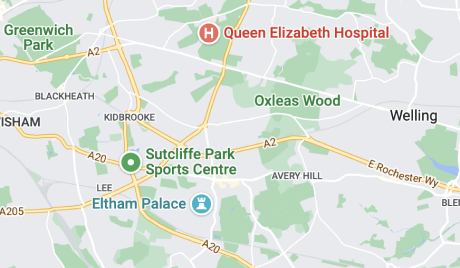 Greenwich
Park
A2
H
Queen Elizabeth Hospital
BLACKHEATH
Oxleas Wood
KIDBROOKE
Welling
ISHAM
A2
A20
Sutcliffe Park
Sports Centre
E Rochester Wy
LEE
AVERY HILL
Eltham Palace
A205
BLE
A20